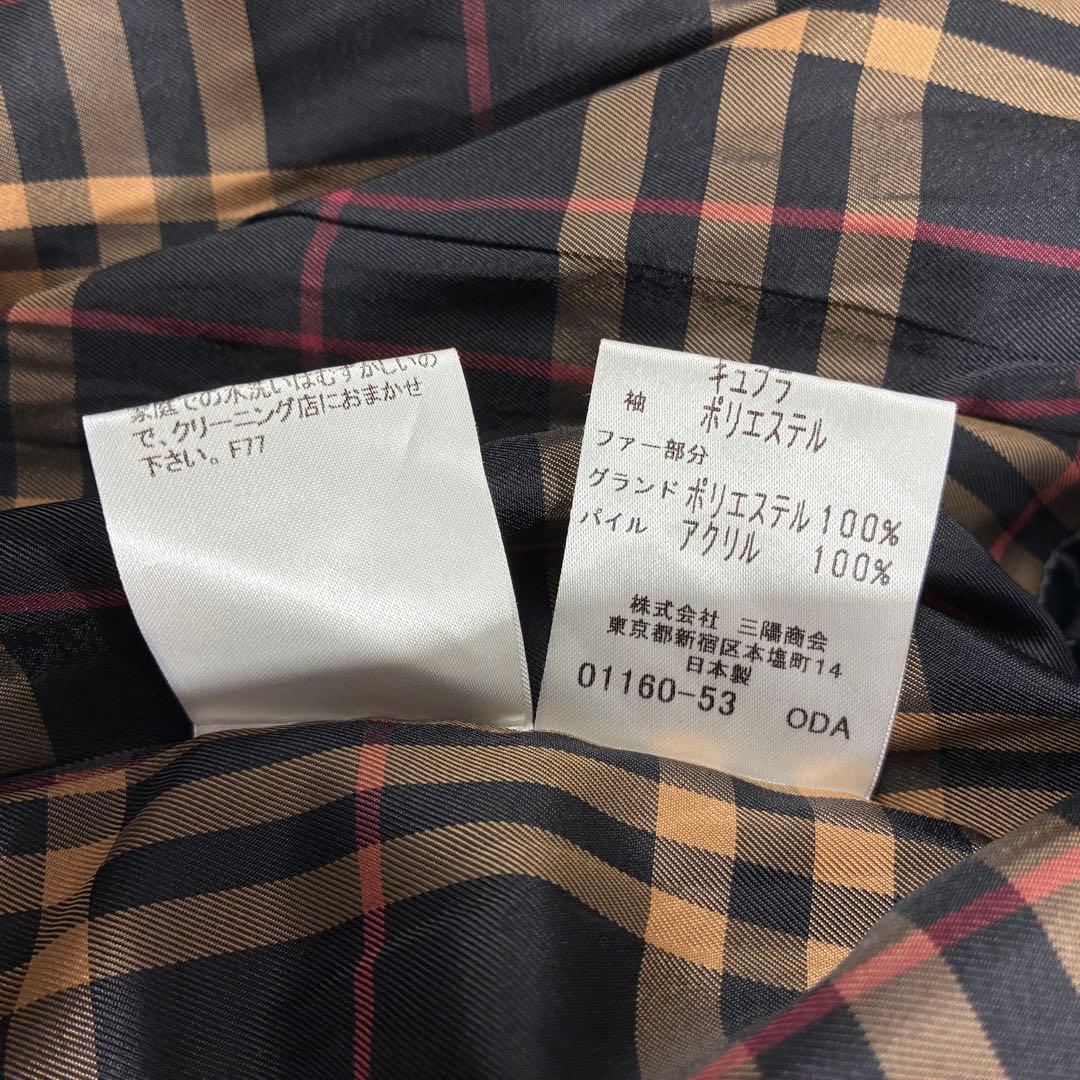 家庭での水洗いはむずかしいの
で、クリーニング店におまかせ
下さい。F77
キュプラ
袖 ポリエステル
ファー部分
グランド ポリエステル 100%
パイル アクリル 100%
株式会社 三陽商会
東京都新宿区本塩町14
日本製
01160-53 ODA